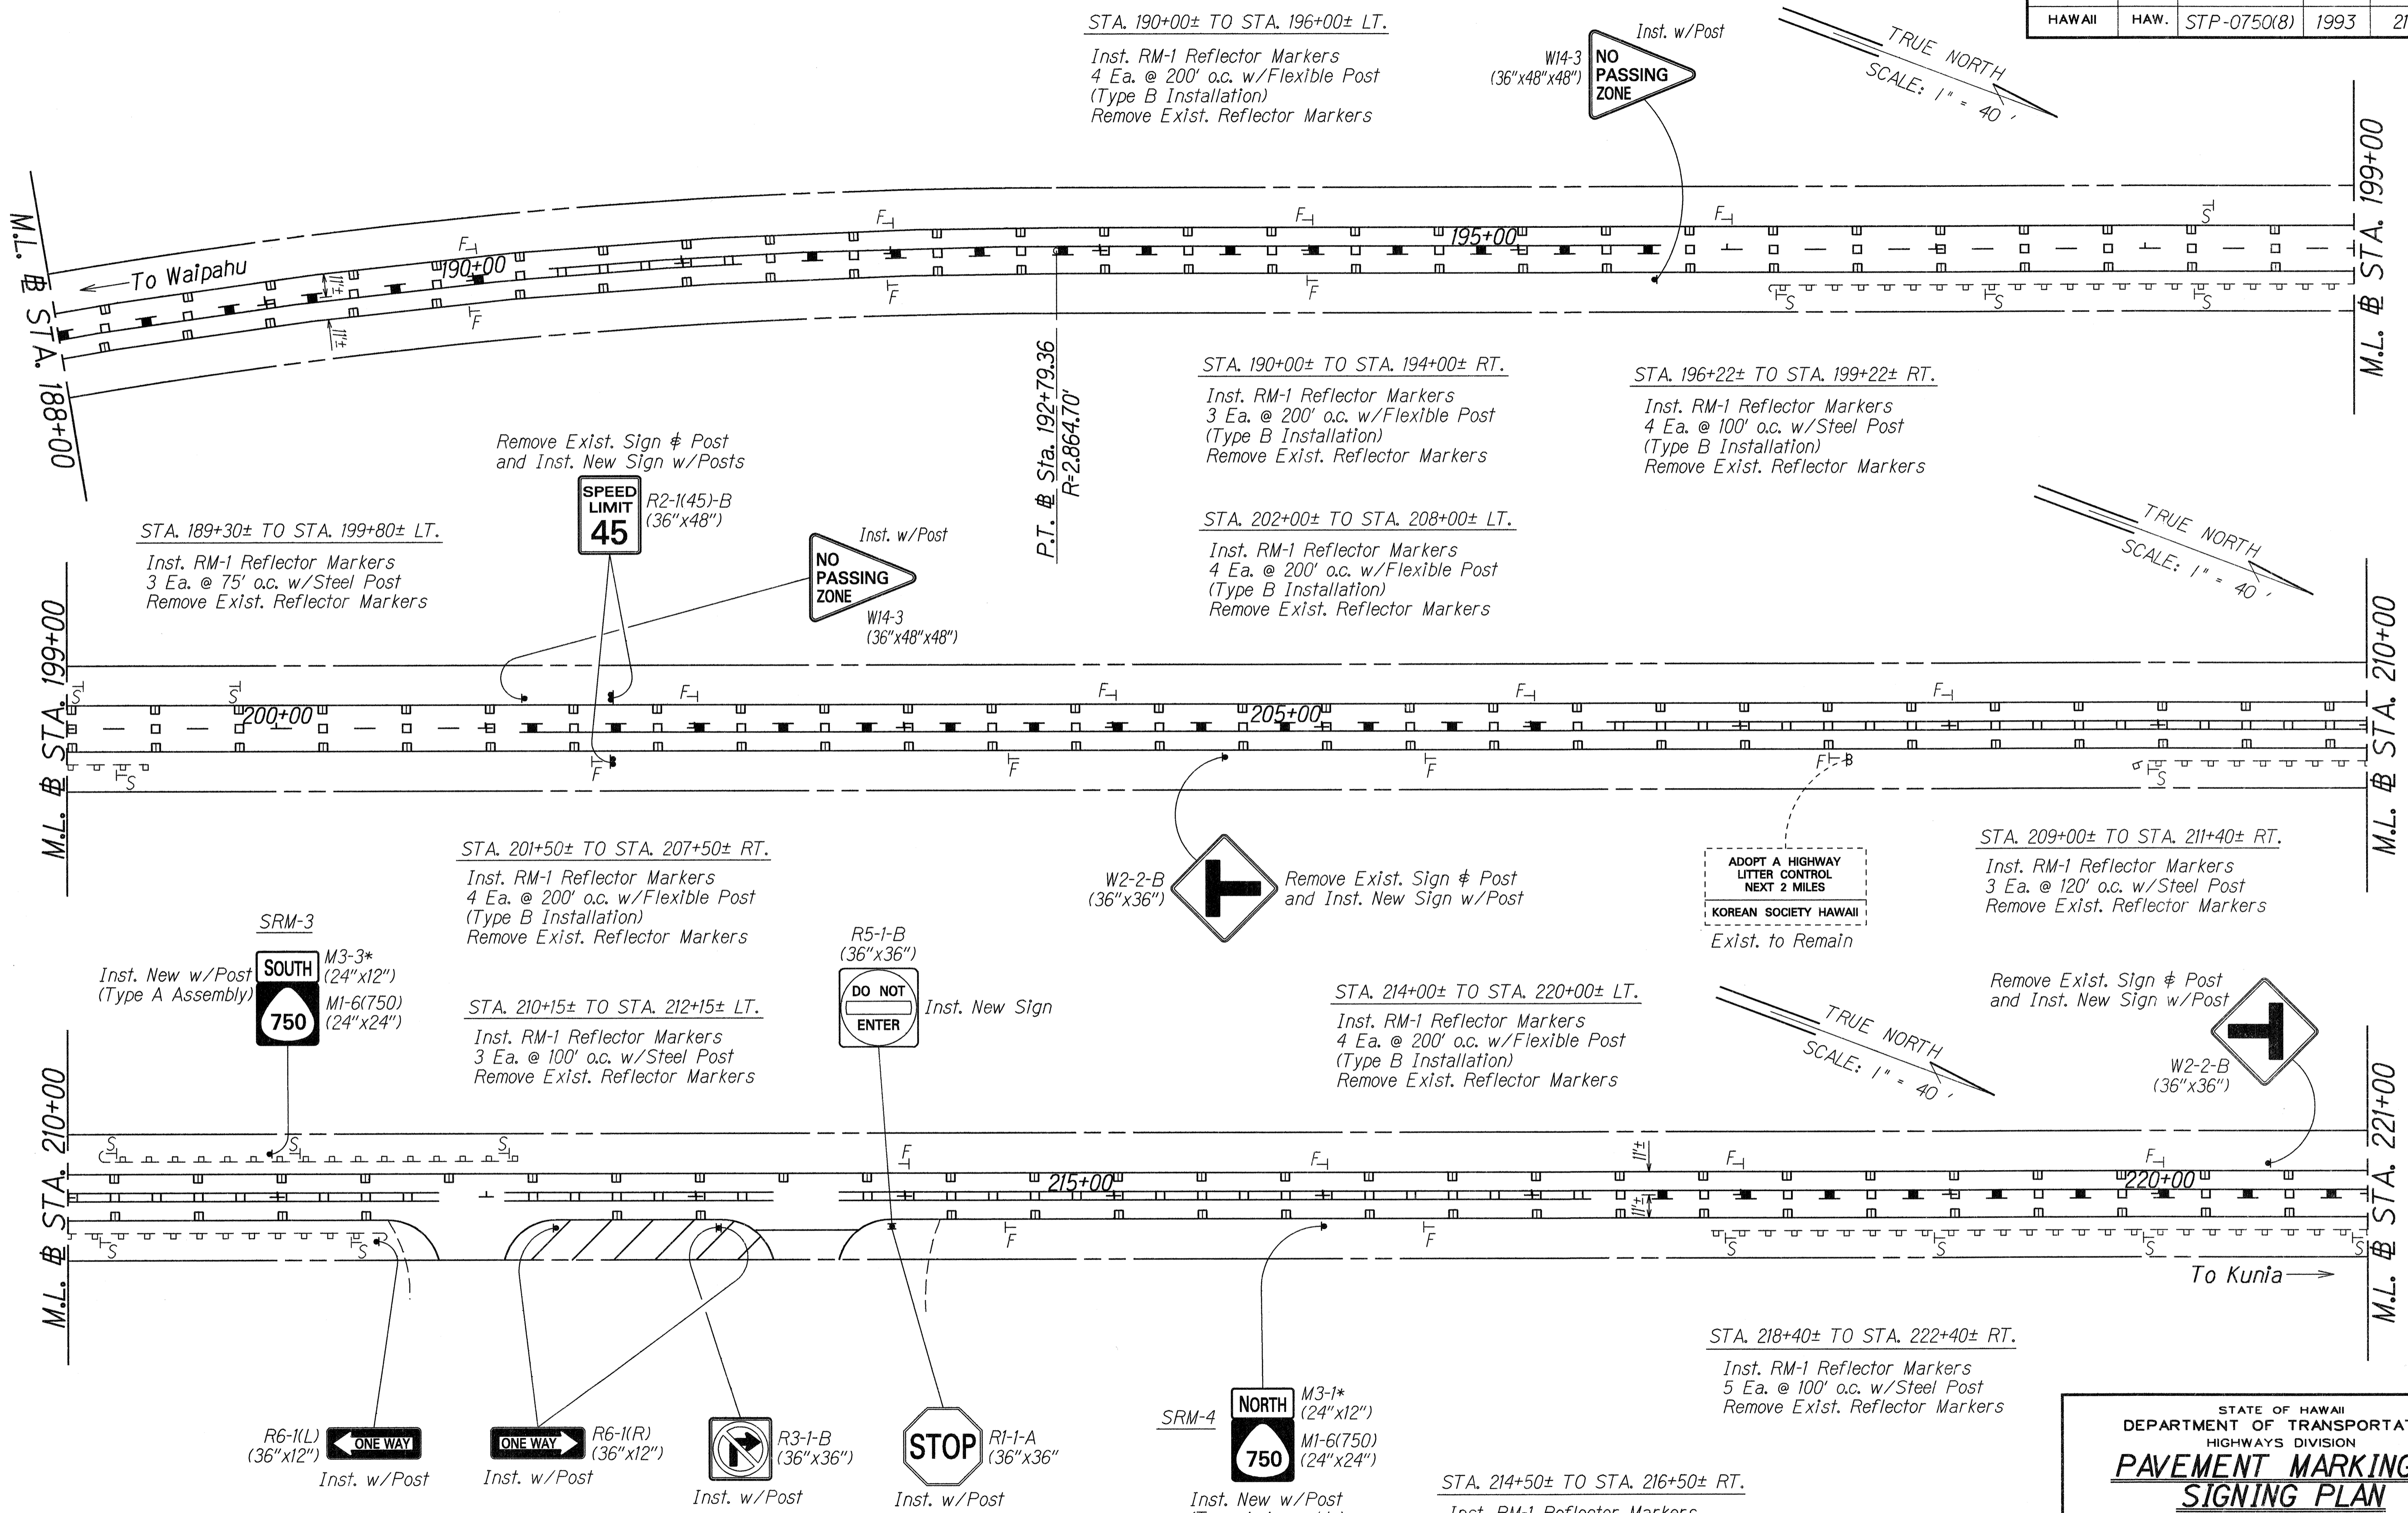 HAWAII HAW. STP-0750(8) 1993
STA. 190+00± TO STA. 196+00± LT.
Inst. RM-1 Reflector Markers
4 Ea. @ 200' o.c. w/Flexible Post
(Type B Installation)
Remove Exist. Reflector Markers
Inst. w/Post
W14-3
(36"x48"x48")
NO
PASSING
ZONE
TRUE NORTH
SCALE: 1" = 40'
M.L. ℄ STA. 188+00
To Waipahu
F
F
F
F
S
190+00
195+00
11'±
11'±
F
F
F
S
S
S
M.L. ℄ STA. 199+00
P.T. ℄ Sta. 192+79.36
R=2,864.70'
STA. 190+00± TO STA. 194+00± RT.
Inst. RM-1 Reflector Markers
3 Ea. @ 200' o.c. w/Flexible Post
(Type B Installation)
Remove Exist. Reflector Markers
STA. 196+22± TO STA. 199+22± RT.
Inst. RM-1 Reflector Markers
4 Ea. @ 100' o.c. w/Steel Post
(Type B Installation)
Remove Exist. Reflector Markers
Remove Exist. Sign & Post
and Inst. New Sign w/Posts
SPEED
LIMIT
45
R2-1(45)-B
(36"x48")
STA. 189+30± TO STA. 199+80± LT.
Inst. RM-1 Reflector Markers
3 Ea. @ 75' o.c. w/Steel Post
Remove Exist. Reflector Markers
Inst. w/Post
NO
PASSING
ZONE
W14-3
(36"x48"x48")
STA. 202+00± TO STA. 208+00± LT.
Inst. RM-1 Reflector Markers
4 Ea. @ 200' o.c. w/Flexible Post
(Type B Installation)
Remove Exist. Reflector Markers
TRUE NORTH
SCALE: 1" = 40'
M.L. ℄ STA. 199+00
S
S
F
F
F
F
200+00
205+00
S
F
F
F
F
S
M.L. ℄ STA. 210+00
STA. 201+50± TO STA. 207+50± RT.
Inst. RM-1 Reflector Markers
4 Ea. @ 200' o.c. w/Flexible Post
(Type B Installation)
Remove Exist. Reflector Markers
W2-2-B
(36"x36")
Remove Exist. Sign & Post
and Inst. New Sign w/Post
ADOPT A HIGHWAY
LITTER CONTROL
NEXT 2 MILES
KOREAN SOCIETY HAWAII
Exist. to Remain
STA. 209+00± TO STA. 211+40± RT.
Inst. RM-1 Reflector Markers
3 Ea. @ 120' o.c. w/Steel Post
Remove Exist. Reflector Markers
SRM-3
Inst. New w/Post
(Type A Assembly)
SOUTH
750
M3-3*
(24"x12")
M1-6(750)
(24"x24")
STA. 210+15± TO STA. 212+15± LT.
Inst. RM-1 Reflector Markers
3 Ea. @ 100' o.c. w/Steel Post
Remove Exist. Reflector Markers
R5-1-B
(36"x36")
DO NOT
ENTER
Inst. New Sign
STA. 214+00± TO STA. 220+00± LT.
Inst. RM-1 Reflector Markers
4 Ea. @ 200' o.c. w/Flexible Post
(Type B Installation)
Remove Exist. Reflector Markers
TRUE NORTH
SCALE: 1" = 40'
Remove Exist. Sign & Post
and Inst. New Sign w/Post
W2-2-B
(36"x36")
M.L. ℄ STA. 210+00
S
S
S
F
F
F
F
11'±
11'±
215+00
220+00
S
S
F
F
S
S
S
S
To Kunia
M.L. ℄ STA. 221+00
R6-1(L)
(36"x12")
ONE WAY
Inst. w/Post
ONE WAY
R6-1(R)
(36"x12")
Inst. w/Post
R3-1-B
(36"x36")
Inst. w/Post
STOP
R1-1-A
(36"x36"
Inst. w/Post
SRM-4
NORTH
750
M3-1*
(24"x12")
M1-6(750)
(24"x24")
Inst. New w/Post
STA. 218+40± TO STA. 222+40± RT.
Inst. RM-1 Reflector Markers
5 Ea. @ 100' o.c. w/Steel Post
Remove Exist. Reflector Markers
STA. 214+50± TO STA. 216+50± RT.
Inst. RM-1 Reflector Markers
STATE OF HAWAII
DEPARTMENT OF TRANSPORTAT
HIGHWAYS DIVISION
PAVEMENT MARKING
SIGNING PLAN